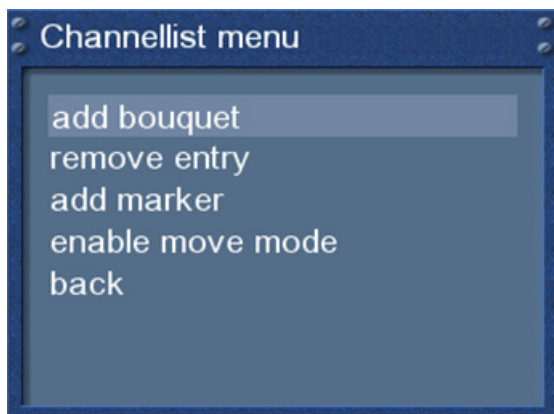 Channellist menu
add bouquet
remove entry
add marker
enable move mode
back